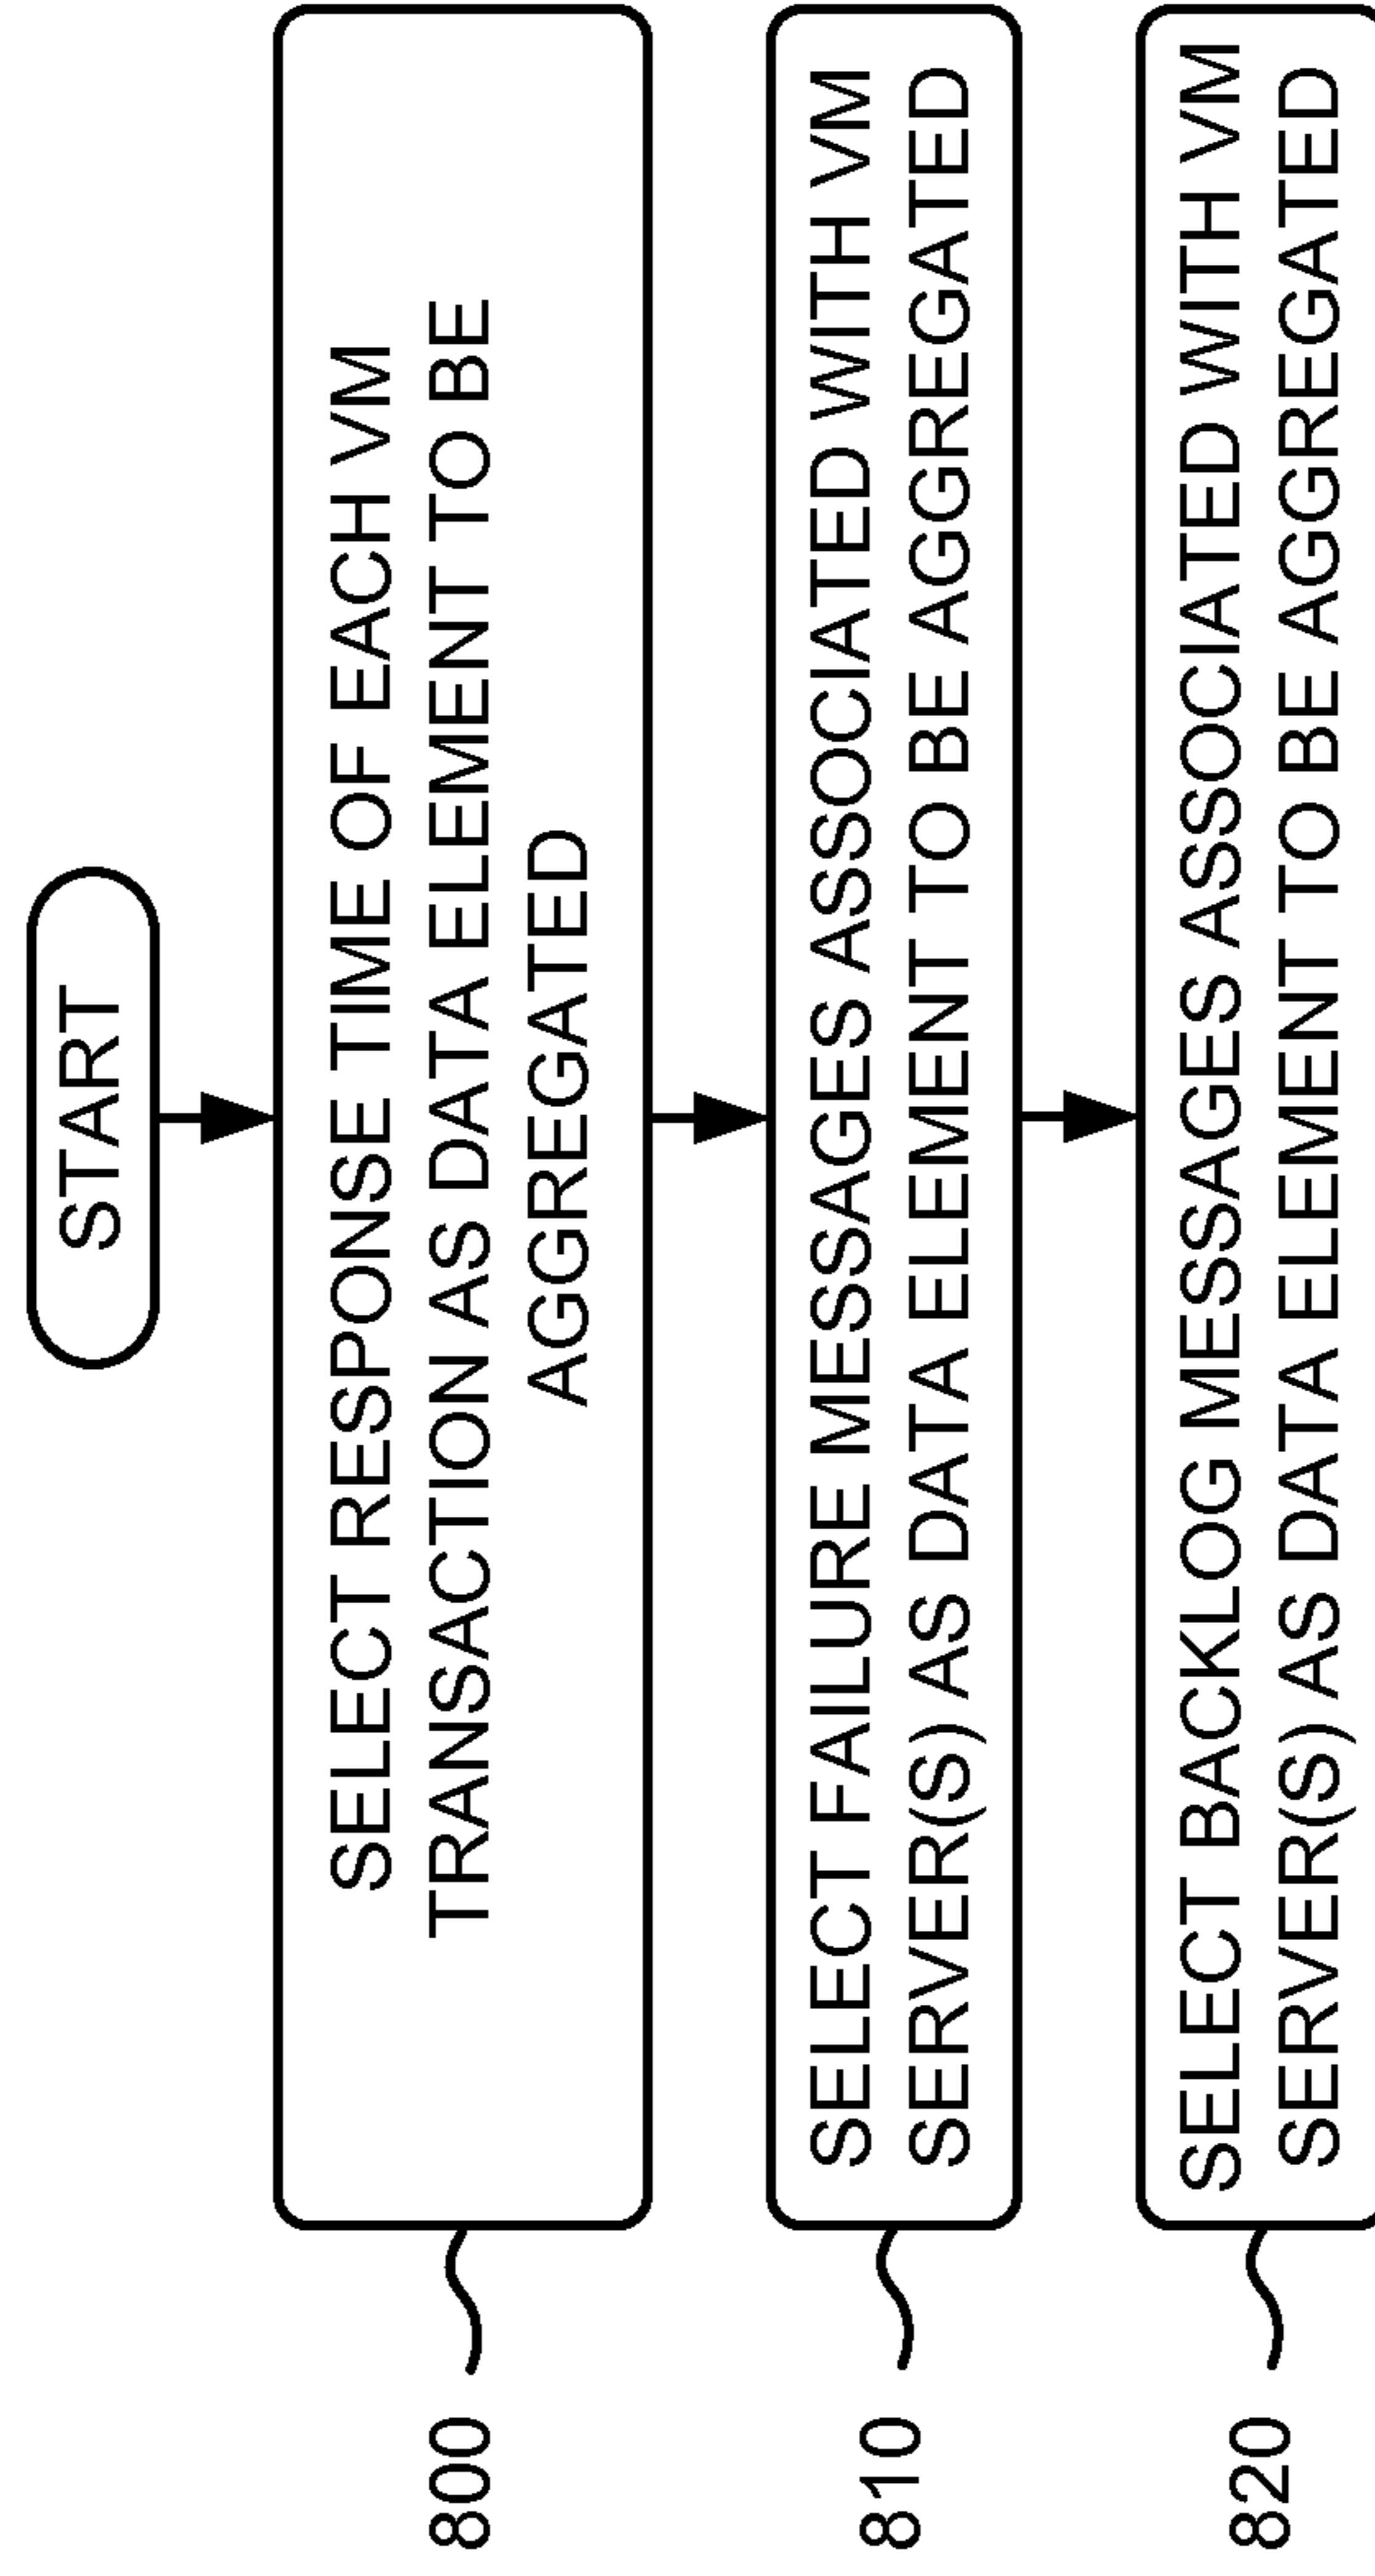 START
SELECT RESPONSE TIME OF EACH VM
TRANSACTION AS DATA ELEMENT TO BE
AGGREGATED
800
SELECT FAILURE MESSAGES ASSOCIATED WITH VM
SERVER(S) AS DATA ELEMENT TO BE AGGREGATED
810
SELECT BACKLOG MESSAGES ASSOCIATED WITH VM
SERVER(S) AS DATA ELEMENT TO BE AGGREGATED
820